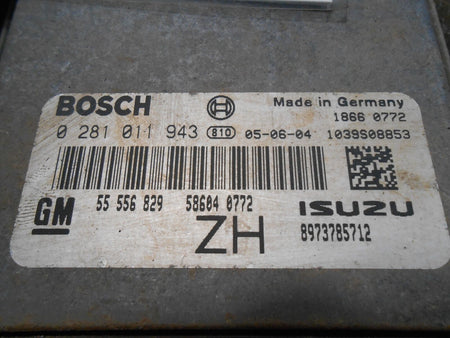 BOSCH Made in Germany
1866 0772
0 281 011 943 810 05-06-04 1039S08853
GM 55 556 829 58604 0772 ISUZU
ZH 8973785712